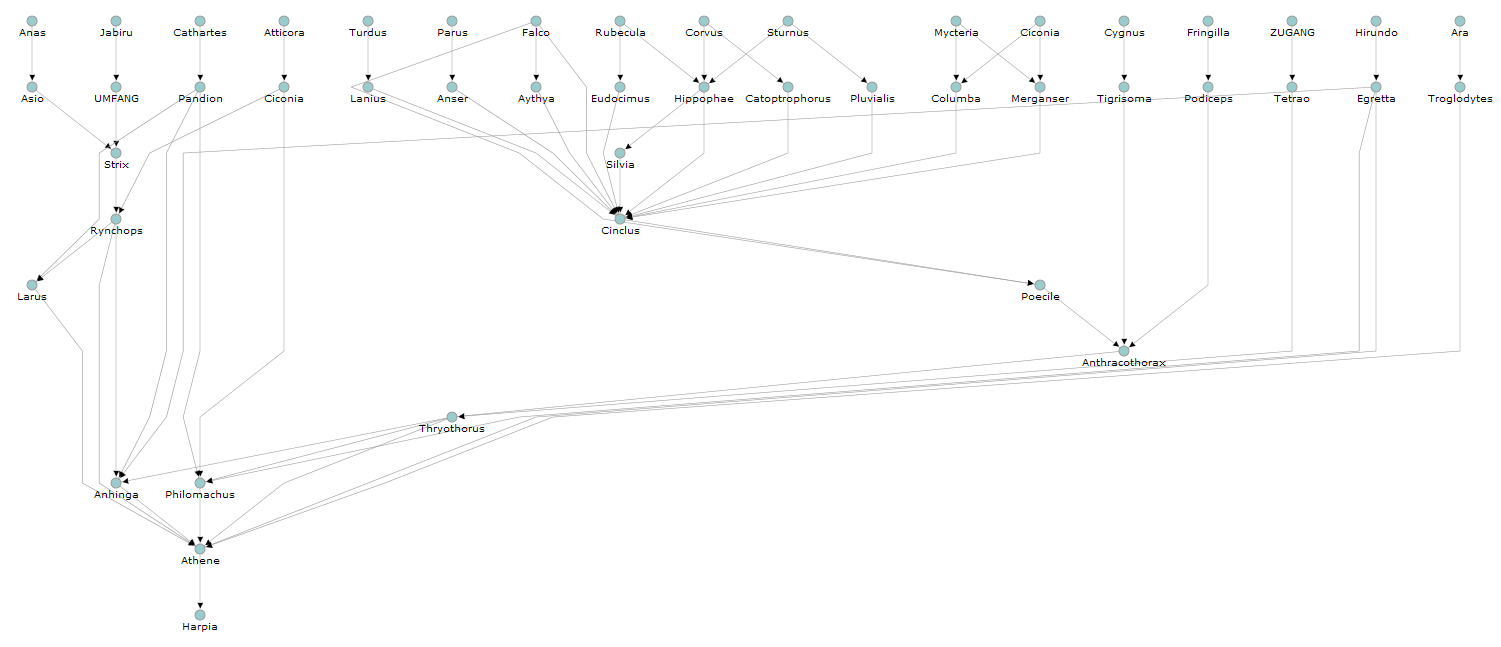 Anas Jabiru Cathartes Atticora Turdus Parus Falco Rubecula Corvus Sturnus Mycteria Ciconia Cygnus Fringilla ZUGANG Hirundo Ara
Asio UMFANG Pandion Ciconia Lanius Anser Aythya Eudocimus Hippophae Catoptrophorus Pluvialis Columba Merganser Tigrisoma Podiceps Tetrao Egretta Troglodytes
Strix Silvia
Rynchops Cinclus
Larus Poecile
Anthracothorax
Thryothorus
Anhinga Philomachus
Athene
Harpia